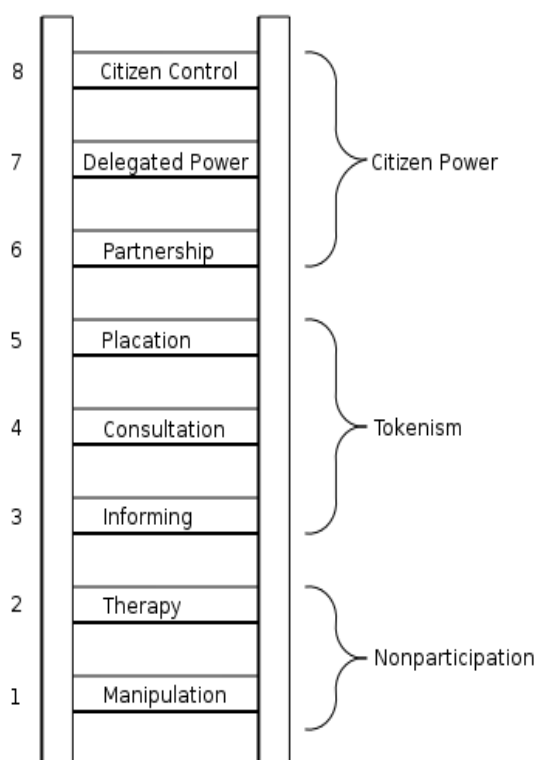 8 Citizen Control
7 Delegated Power
Citizen Power
6 Partnership
5 Placation
4 Consultation
Tokenism
3 Informing
2 Therapy
Nonparticipation
1 Manipulation